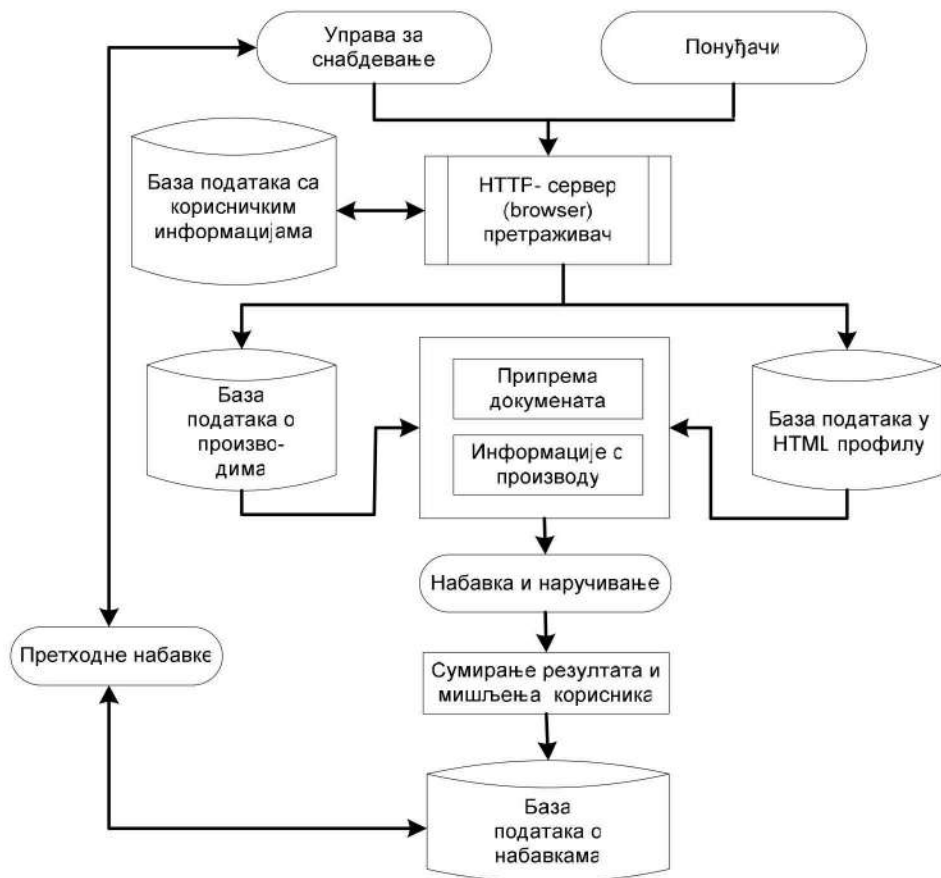 Управа за
снабдевање
Понуђачи
База података са
корисничким
информацијама
HTTP- сервер
(browser)
претраживач
База
података о
произво-
дима
Припрема
докумената
Информације с
производу
База података у
HTML профилу
Набавка и наручивање
Претходне набавке
Сумирање резултата и
мишљења корисника
База
података о
набавкама